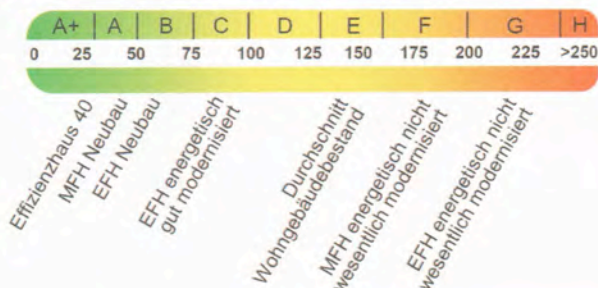 A+ A B C D E F G H
0 25 50 75 100 125 150 175 200 225 >250
Effizienzhaus 40
MFH Neubau
EFH Neubau
EFH energetisch
gut modernisiert
Durchschnitt
Wohngebäudebestand
MFH energetisch nicht
wesentlich modernisiert
EFH energetisch nicht
wesentlich modernisiert